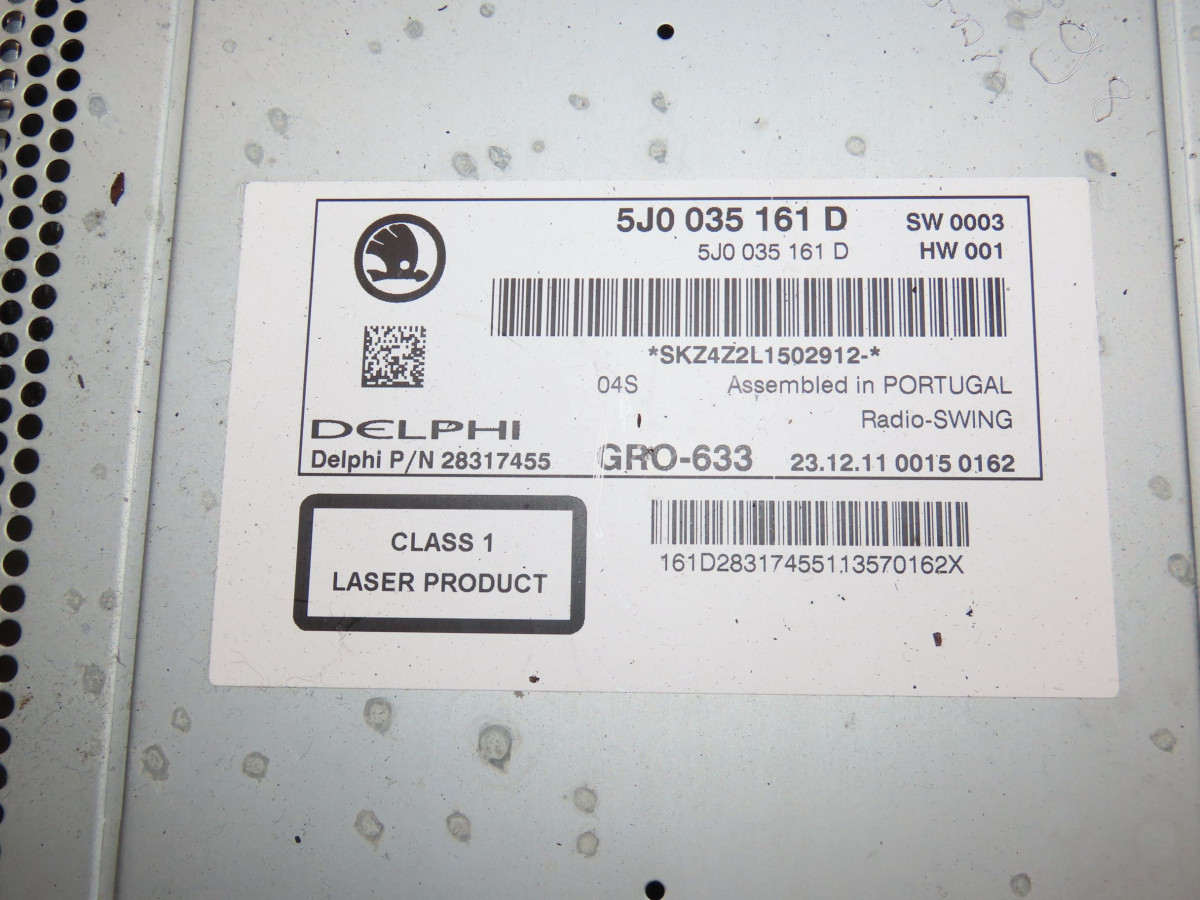 5J0 035 161 D SW 0003
5J0 035 161 D HW 001
*SKZ4Z2L1502912-*
04S Assembled in PORTUGAL
Radio-SWING
DELPHI
Delphi P/N 28317455 GRO-633 23.12.11 0015 0162
CLASS 1
LASER PRODUCT
161D28317455113570162X